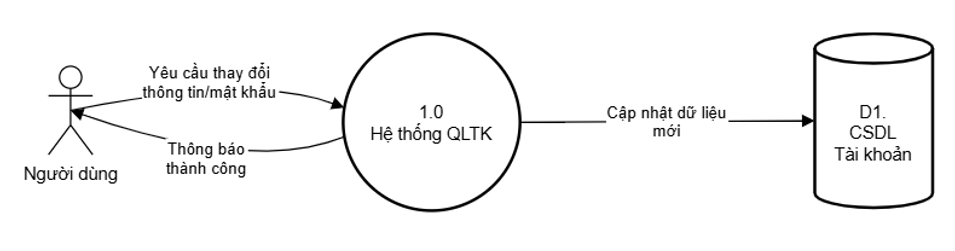 Yêu cầu thay đổi
thông tin/mật khẩu
Thông báo
thành công
Người dùng
1.0
Hệ thống QLTK
Cập nhật dữ liệu
mới
D1.
CSDL
Tài khoản